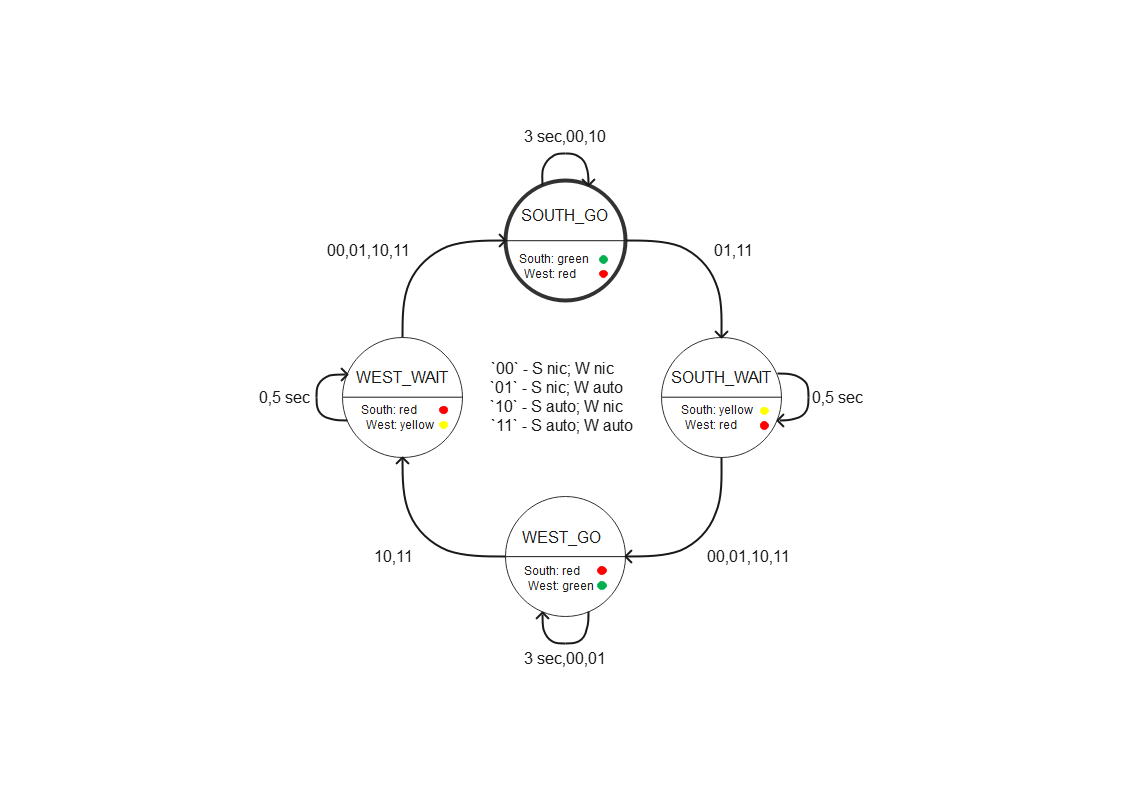 3 sec,00,10
SOUTH_GO
South: green
West: red
00,01,10,11
01,11
WEST_WAIT
South: red
West: yellow
0,5 sec
`00` - S nic; W nic
`01` - S nic; W auto
`10` - S auto; W nic
`11` - S auto; W auto
SOUTH_WAIT
South: yellow
West: red
0,5 sec
WEST_GO
South: red
West: green
10,11
00,01,10,11
3 sec,00,01